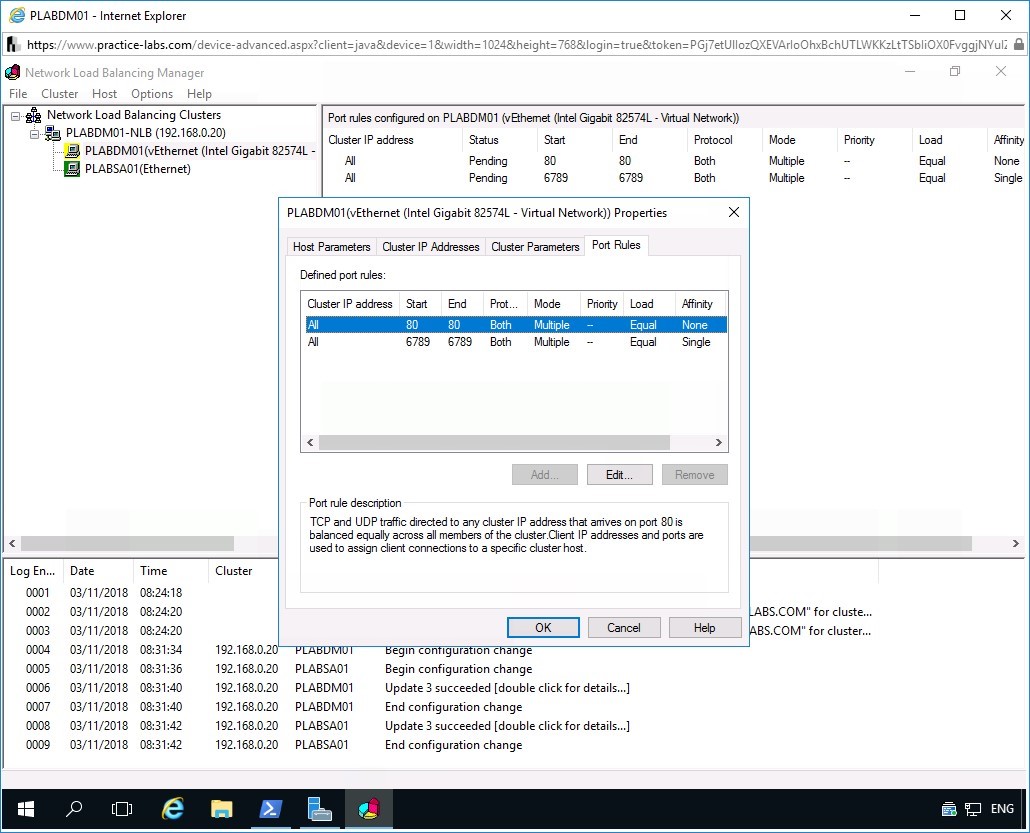 PLABDM01 - Internet Explorer
https://www.practice-labs.com/device-advanced.aspx?client=java&device=1&width=1024&height=768&login=true&token=
Network Load Balancing Manager
File Cluster Host Options Help
Network Load Balancing Clusters
PLABDM01-NLB (192.168.0.20)
PLABDM01(vEthernet (Intel Gigabit 82574L -
PLABSA01(Ethernet)
Port rules configured on PLABDM01 (vEthernet (Intel Gigabit 82574L - Virtual Network))
Cluster IP address Status Start End Protocol Mode Priority Load Affinity
All Pending 80 80 Both Multiple -- Equal None
All Pending 6789 6789 Both Multiple -- Equal Single
PLABDM01(vEthernet (Intel Gigabit 82574L - Virtual Network)) Properties
Host Parameters Cluster IP Addresses Cluster Parameters Port Rules
Defined port rules:
Cluster IP address Start End Prot... Mode Priority Load Affinity
All 80 80 Both Multiple -- Equal None
All 6789 6789 Both Multiple -- Equal Single
Add... Edit... Remove
Port rule description
TCP and UDP traffic directed to any cluster IP address that arrives on port 80 is
balanced equally across all members of the cluster.Client IP addresses and ports are
used to assign client connections to a specific cluster host.
OK Cancel Help
Log En... Date Time Cluster
0001 03/11/2018 08:24:18
0002 03/11/2018 08:24:20 LABS.COM" for cluste...
0003 03/11/2018 08:24:20 ABS.COM" for cluster...
0004 03/11/2018 08:31:34 192.168.0.20 PLABDM01 Begin configuration change
0005 03/11/2018 08:31:36 192.168.0.20 PLABSA01 Begin configuration change
0006 03/11/2018 08:31:40 192.168.0.20 PLABDM01 Update 3 succeeded [double click for details...]
0007 03/11/2018 08:31:40 192.168.0.20 PLABDM01 End configuration change
0008 03/11/2018 08:31:42 192.168.0.20 PLABSA01 Update 3 succeeded [double click for details...]
0009 03/11/2018 08:31:42 192.168.0.20 PLABSA01 End configuration change
ENG